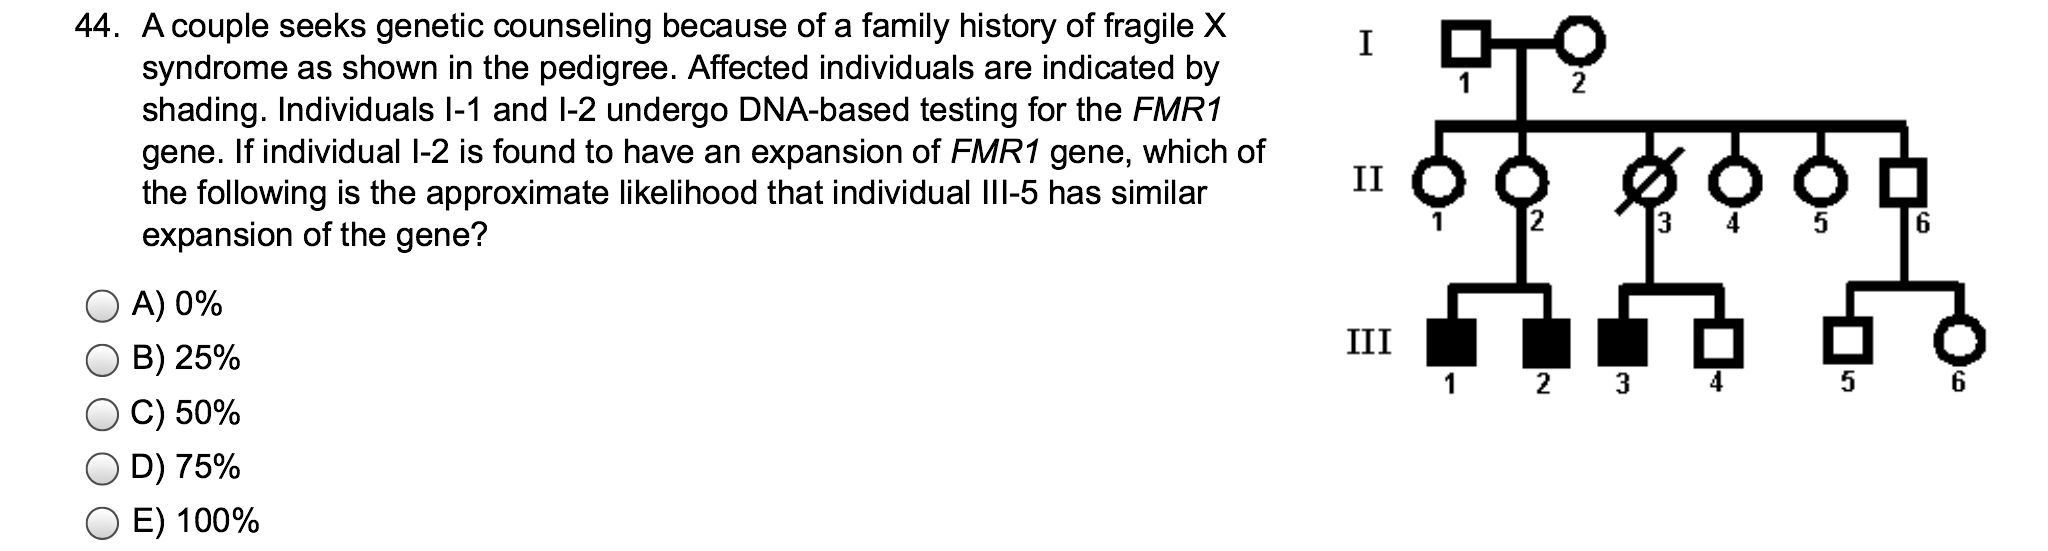 44. A couple seeks genetic counseling because of a family history of fragile X
syndrome as shown in the pedigree. Affected individuals are indicated by
shading. Individuals I-1 and I-2 undergo DNA-based testing for the FMR1
gene. If individual I-2 is found to have an expansion of FMR1 gene, which of
the following is the approximate likelihood that individual III-5 has similar
expansion of the gene?
A) 0%
B) 25%
C) 50%
D) 75%
E) 100%
I
1 2
II
1 2 3 4 5 6
III
1 2 3 4 5 6